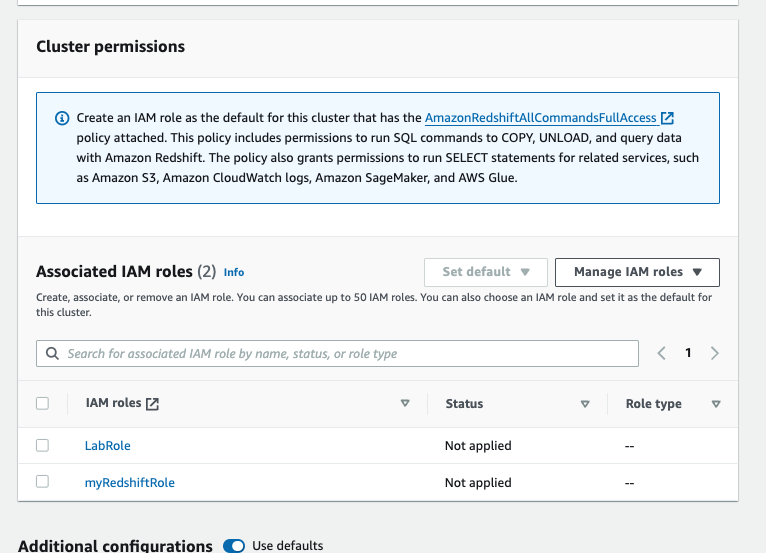 Cluster permissions
Create an IAM role as the default for this cluster that has the AmazonRedshiftAllCommandsFullAccess
policy attached. This policy includes permissions to run SQL commands to COPY, UNLOAD, and query data
with Amazon Redshift. The policy also grants permissions to run SELECT statements for related services, such
as Amazon S3, Amazon CloudWatch logs, Amazon SageMaker, and AWS Glue.
Associated IAM roles (2) Info Set default Manage IAM roles
Create, associate, or remove an IAM role. You can associate up to 50 IAM roles. You can also choose an IAM role and set it as the default for
this cluster.
Search for associated IAM role by name, status, or role type 1
IAM roles Status Role type
LabRole Not applied --
myRedshiftRole Not applied --
Additional configurations Use defaults